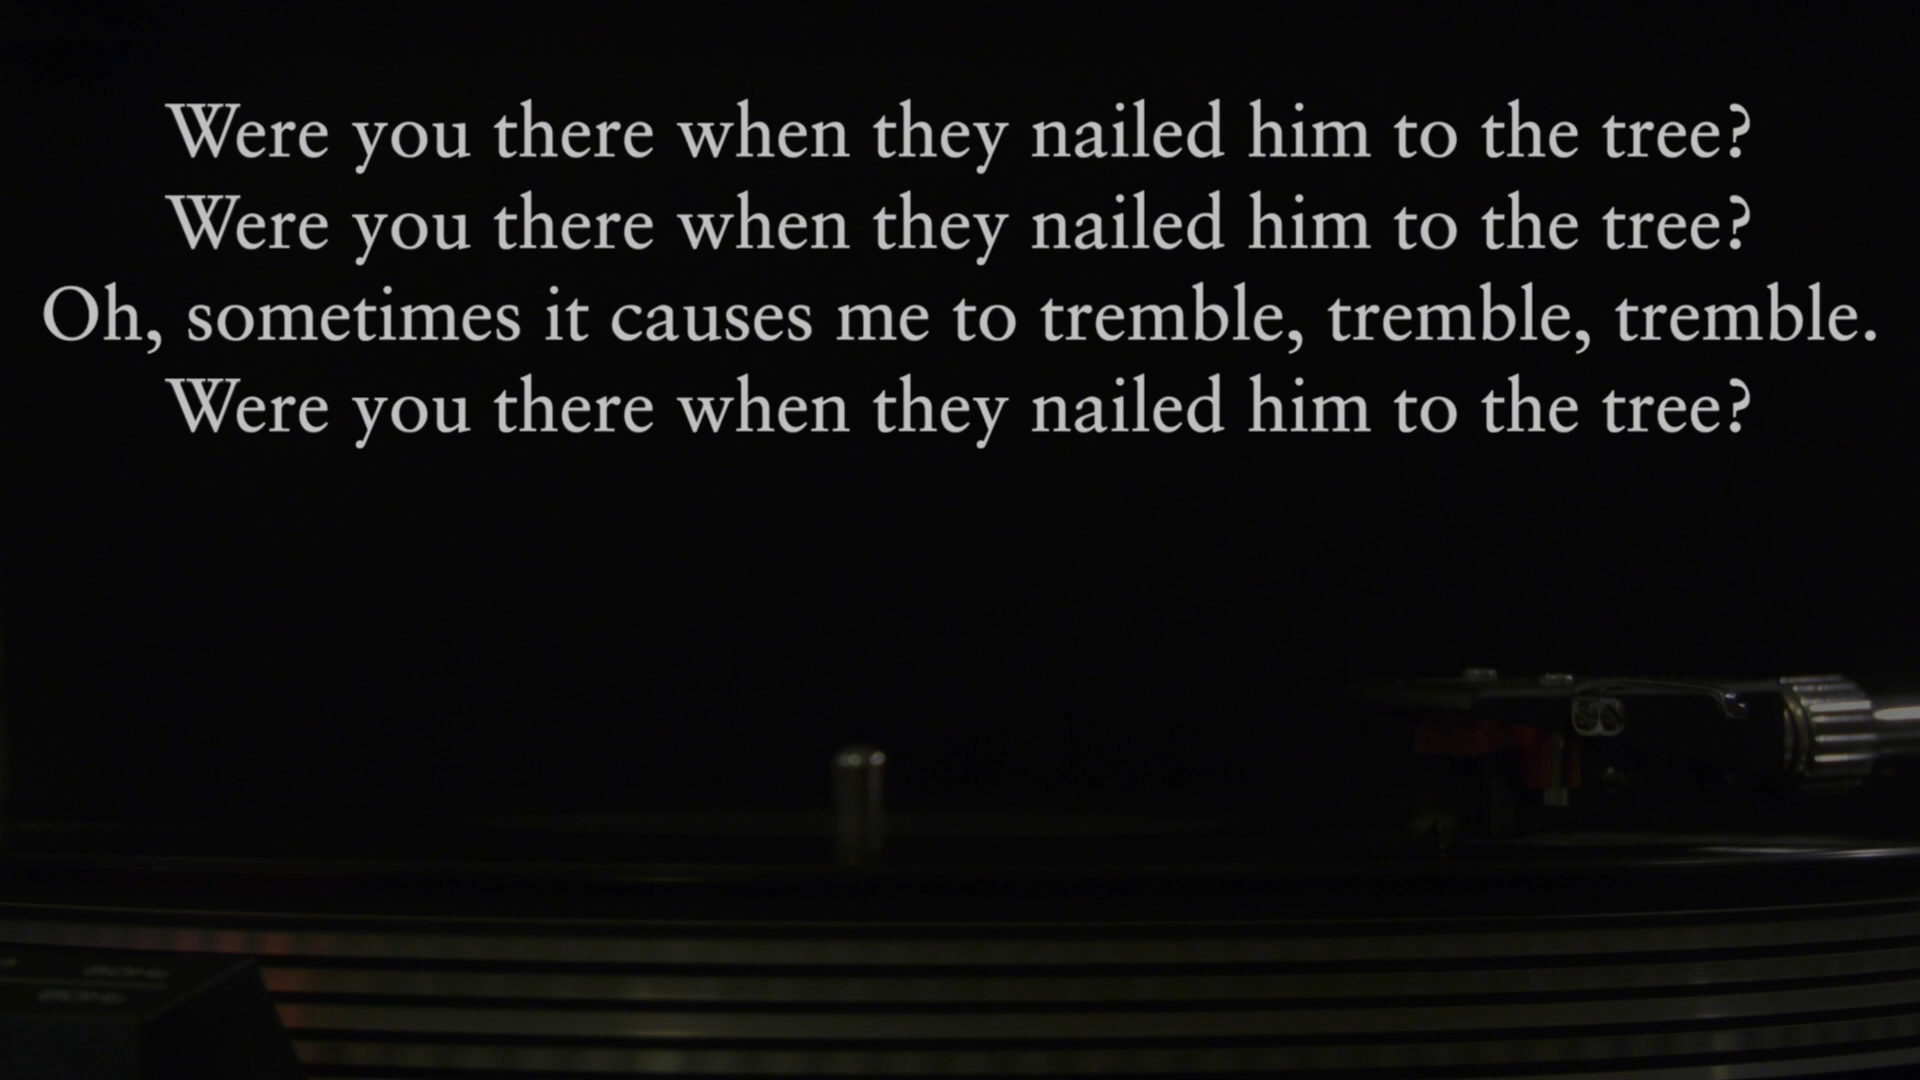 Were you there when they nailed him to the tree?
Were you there when they nailed him to the tree?
Oh, sometimes it causes me to tremble, tremble, tremble.
Were you there when they nailed him to the tree?